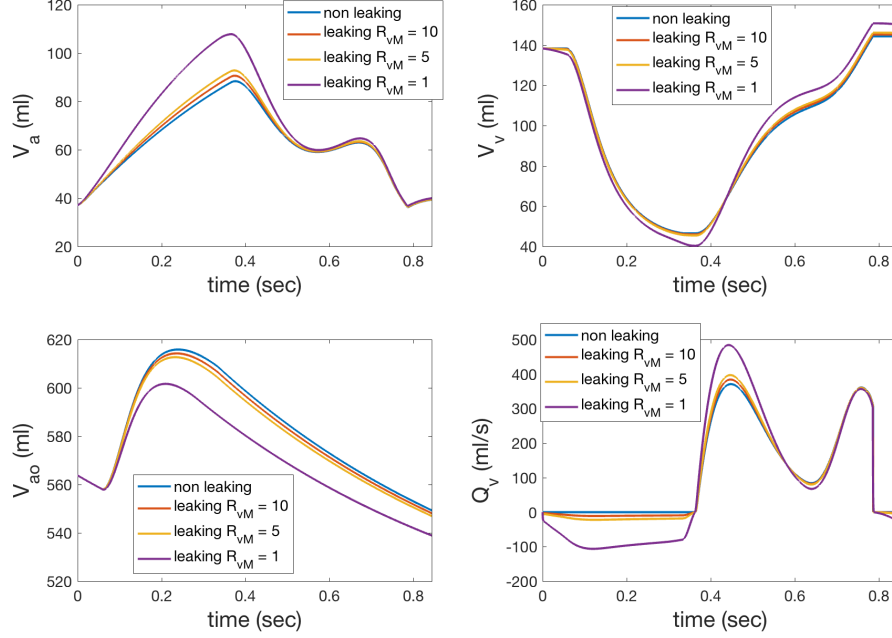 120
100
80
60
40
20
V_a (ml)
0
0.2
0.4
0.6
0.8
time (sec)
non leaking
leaking R_vM = 10
leaking R_vM = 5
leaking R_vM = 1
160
140
120
100
80
60
40
V_v (ml)
0
0.2
0.4
0.6
0.8
time (sec)
non leaking
leaking R_vM = 10
leaking R_vM = 5
leaking R_vM = 1
620
600
580
560
540
520
V_ao (ml)
0
0.2
0.4
0.6
0.8
time (sec)
non leaking
leaking R_vM = 10
leaking R_vM = 5
leaking R_vM = 1
500
400
300
200
100
0
-100
-200
Q_v (ml/s)
0
0.2
0.4
0.6
0.8
time (sec)
non leaking
leaking R_vM = 10
leaking R_vM = 5
leaking R_vM = 1